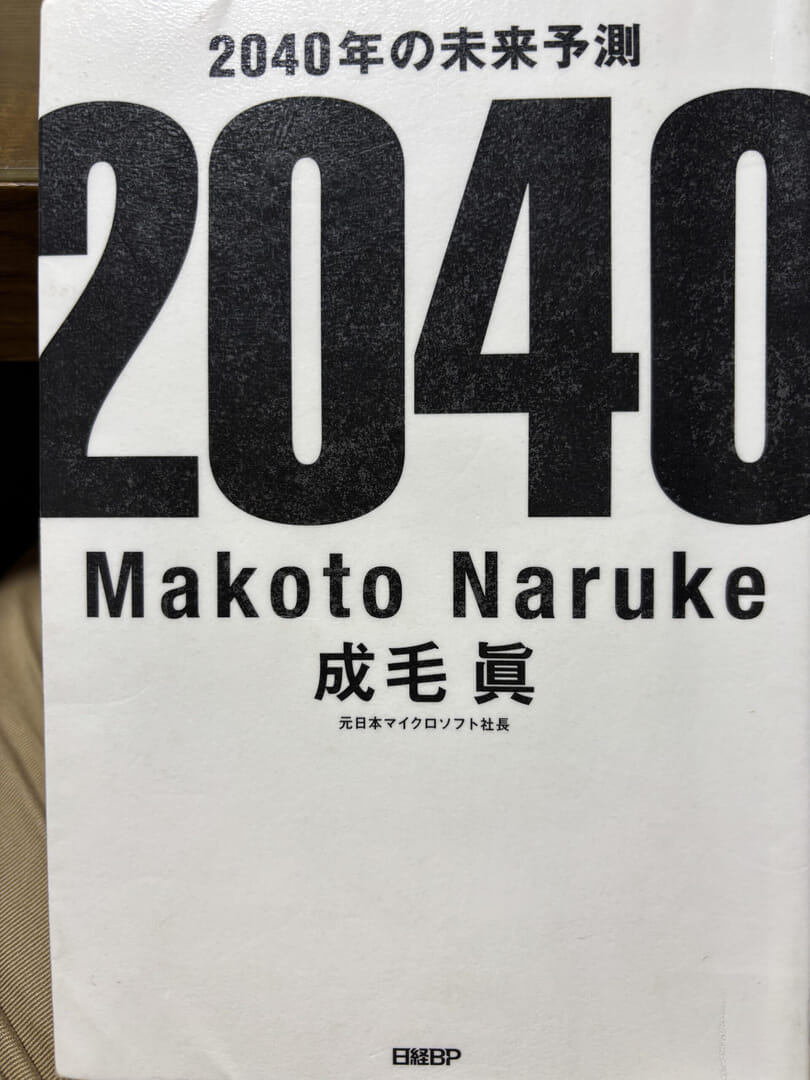 2040年の未来予測
2040
Makoto Naruke
成毛 眞
元日本マイクロソフト社長
日経BP